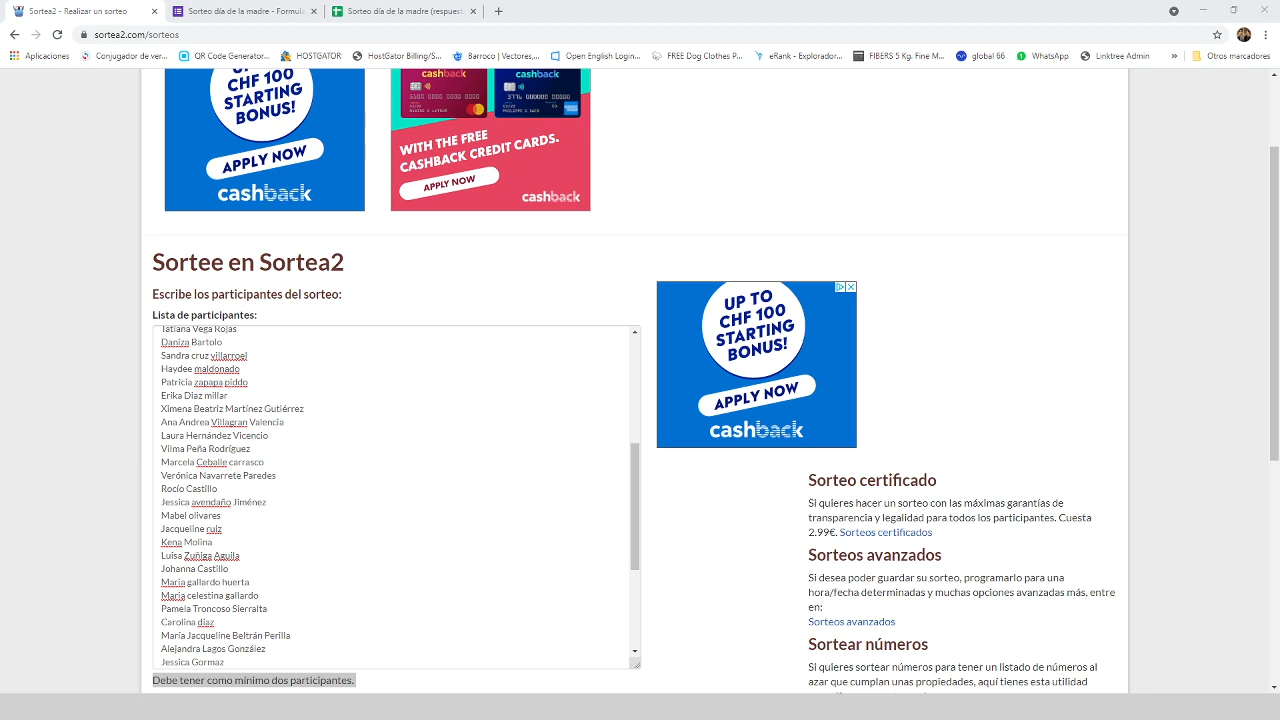 Sortea2 - Realizar un sorteo
Sorteo día de la madre - Formula
Sorteo día de la madre (respuest
sortea2.com/sorteos
Aplicaciones
Conjugador de ver...
QR Code Generator...
HOSTGATOR
HostGator Billing/S...
Barroco | Vectores,...
Open English Long...
FREE Dog Clothes P...
eRank - Explorador...
FIBERS 5 Kg. Fine M...
global 66
WhatsApp
Linktree Admin
»
Otros marcadores
UP TO
CHF 100
STARTING
BONUS!
APPLY NOW
cashback
cashback
cashback
WITH THE FREE
CASHBACK CREDIT CARDS.
APPLY NOW
cashback
Sortee en Sortea2
Escribe los participantes del sorteo:
Lista de participantes:
Tatiana Vega Rojas
Daniza Bartolo
Sandra cruz villarroel
Haydee maldonado
Patricia zapapa piddo
Erika Diaz millar
Ximena Beatriz Martínez Gutiérrez
Ana Andrea Villagran Valencia
Laura Hernández Vicencio
Vilma Peña Rodríguez
Marcela Ceballe carrasco
Verónica Navarrete Paredes
Rocío Castillo
Jessica avendaño Jiménez
Mabel olivares
Jacqueline ruiz
Kena Molina
Luisa Zuñiga Aguila
Johanna Castillo
Maria gallardo huerta
Maria celestina gallardo
Pamela Troncoso Sierralta
Carolina diaz
María Jacqueline Beltrán Perilla
Alejandra Lagos González
Jessica Gormaz
Debe tener como mínimo dos participantes.
UP TO
CHF 100
STARTING
BONUS!
APPLY NOW
cashback
Sorteo certificado
Si quieres hacer un sorteo con las máximas garantías de
transparencia y legalidad para todos los participantes. Cuesta
2.99€. Sorteos certificados
Sorteos avanzados
Si desea poder guardar su sorteo, programarlo para una
hora/fecha determinadas y muchas opciones avanzadas más, entre
en:
Sorteos avanzados
Sortear números
Si quieres sortear números para tener un listado de números al
azar que cumplan unas propiedades, aquí tienes esta utilidad